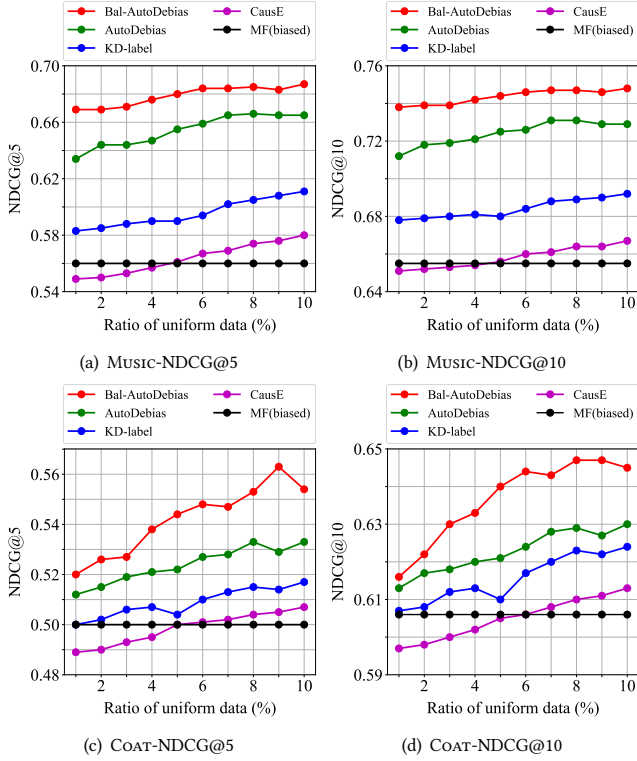 Bal-AutoDebias
AutoDebias
KD-label
CausE
MF(biased)
0.70
0.66
0.62
0.58
0.54
NDCG@5
2 4 6 8 10
Ratio of uniform data (%)
(a) Music-NDCG@5
Bal-AutoDebias
AutoDebias
KD-label
CausE
MF(biased)
0.76
0.72
0.68
0.64
NDCG@10
2 4 6 8 10
Ratio of uniform data (%)
(b) Music-NDCG@10
Bal-AutoDebias
AutoDebias
KD-label
CausE
MF(biased)
0.56
0.54
0.52
0.50
0.48
NDCG@5
2 4 6 8 10
Ratio of uniform data (%)
(c) Coat-NDCG@5
Bal-AutoDebias
AutoDebias
KD-label
CausE
MF(biased)
0.65
0.63
0.61
0.59
NDCG@10
2 4 6 8 10
Ratio of uniform data (%)
(d) Coat-NDCG@10